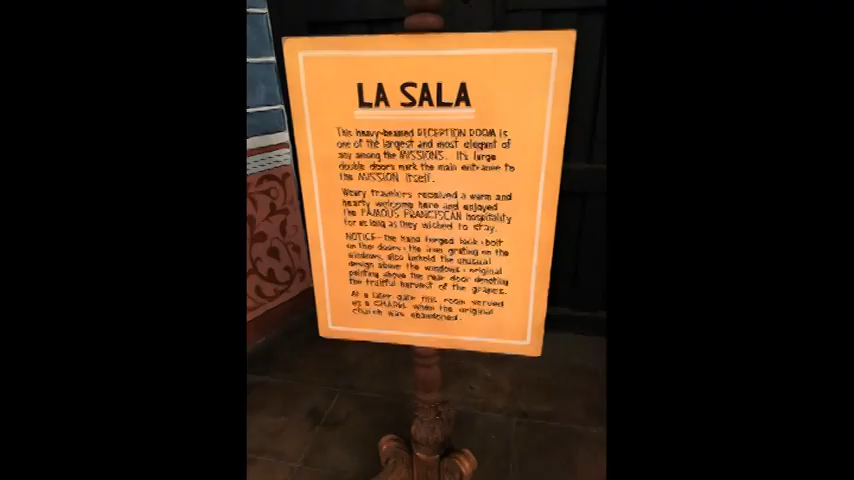 LA SALA
This heavy-beamed RECEPTION ROOM is
one of the largest and most elegant of
any among the MISSIONS. Its large
double doors mark the main entrance to
the MISSION itself.
Weary travelers received a warm and
hearty welcome here and enjoyed
the FAMOUS FRANCISCAN hospitality
for as long as they wished to stay.
NOTICE - the hand forged lock & bolt
on the doors, the iron grating on the
windows, also behold the unusual
design above the windows & original
painting above the rear door denoting
the fruitful harvest of the grapes.
At a later date this room served
as a CHAPEL when the original
church was abandoned.